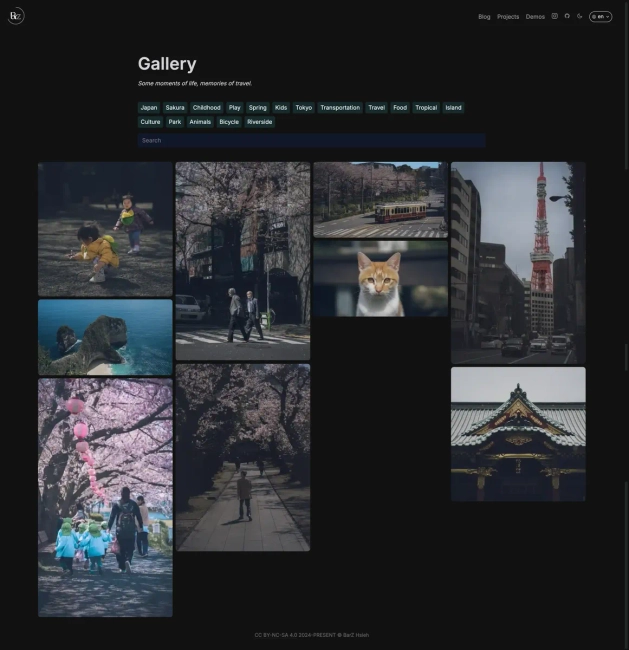 BaiZ
Blog Projects Demos en
Gallery
Some moments of life, memories of travel.
Japan Sakura Childhood Play Spring Kids Tokyo Transportation Travel Food Tropical Island
Culture Park Animals Bicycle Riverside
Search
CC BY-NC-SA 4.0 2024-PRESENT © BaiZ Hsieh